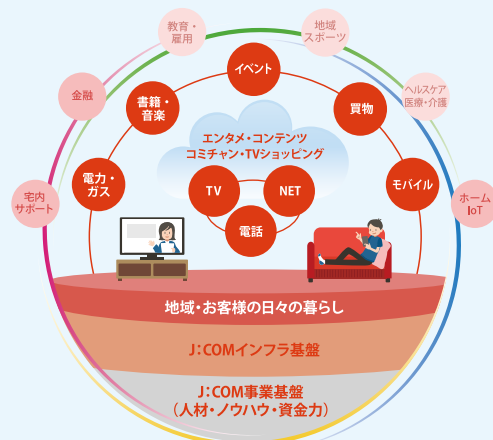 教育・
雇用
地域
スポーツ
金融
書籍・
音楽
イベント
買物
ヘルスケア
医療・介護
エンタメ・コンテンツ
コミチャン・TVショッピング
宅内
サポート
電力・
ガス
TV
NET
電話
モバイル
ホーム
IoT
地域・お客様の日々の暮らし
J:COMインフラ基盤
J:COM事業基盤
(人材・ノウハウ・資金力)